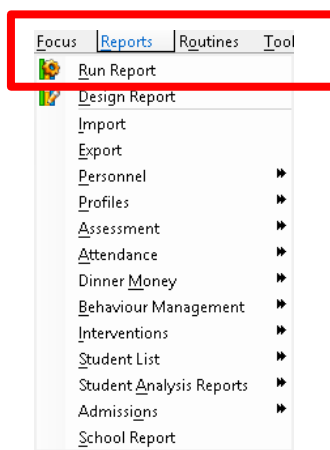 Focus Reports Routines Tool
Run Report
Design Report
Import
Export
Personnel
Profiles
Assessment
Attendance
Dinner Money
Behaviour Management
Interventions
Student List
Student Analysis Reports
Admissions
School Report